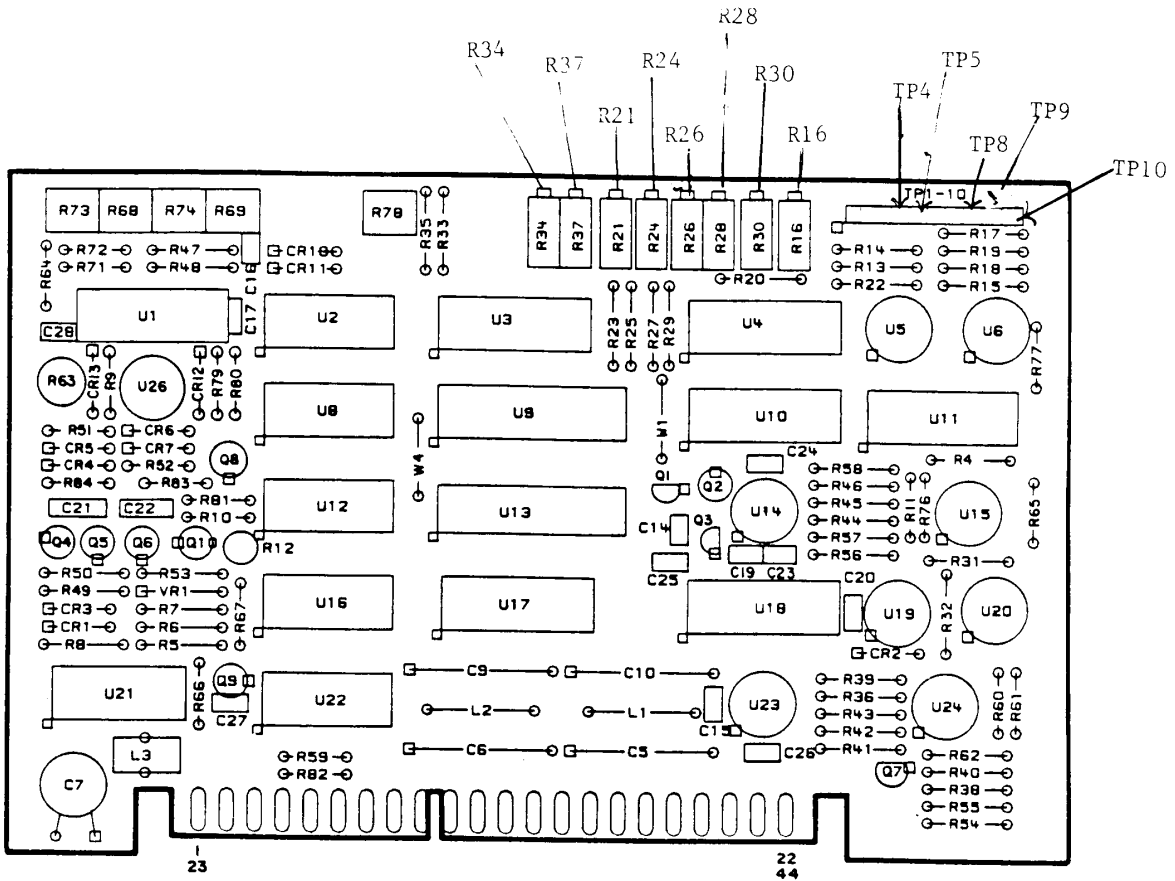 R28
R34
R37
R24
R30
TP5
TP4
R21
R26
R16
TP8
TP9
TP10
TP1-10
R73 R68 R74 R69
R78
R35 R33
R34 R37 R21 R24 R26 R28 R30 R16
R64
R72 R47 CR10
R71 R48 CR11
C16
R20
R14 R17
R13 R19
R22 R18
R15
C28 U1 C17
U2 U3
R23 R25 R27 R29
U4 U5 U6
R77
R63 CR13 R9 U26 CR12 R79 R80
U8 U9
W4 W1
U10 U11
R51 CR6
CR5 CR7
CR4 R52
R84 R83
Q8
C21 C22
R81
R10
U12 U13
Q1 Q2 C24
C14 Q3 U14
R58
R46
R45
R44
R57
R56
R4
R11 R76 U15 R65
R31
Q4 Q5 Q6 Q10 R12
C25 C19 C23
R50 R53
R49 VR1
CR3 R7
CR1 R6
R8 R5
R67
U16 U17 U18
C20 U19 R32 U20
CR2
U21 R66 Q9 C27 U22
C9 C10
L2 L1
C6 C5
C15 U23 C26
R39
R36
R43
R42
R41
U24 R60 R61
L3
C7
R59
R82
Q7
R62
R40
R38
R55
R54
1
23
22
44